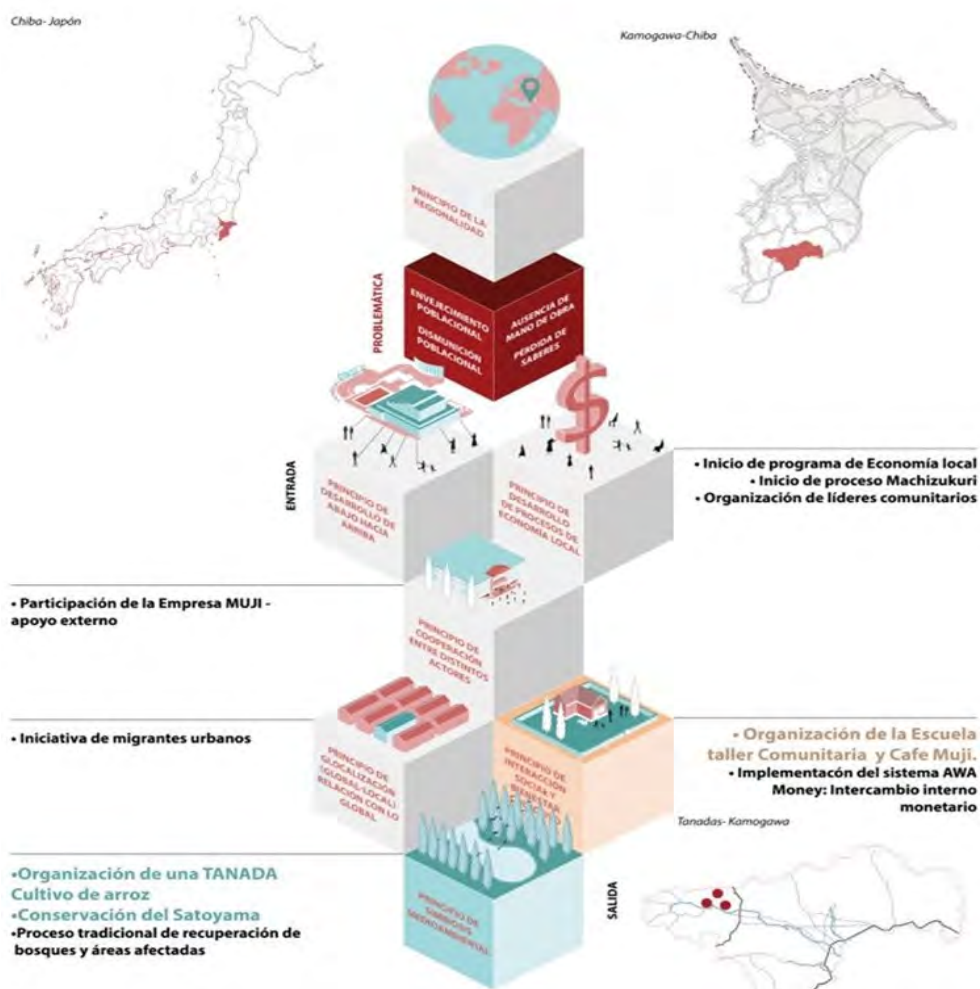 Chiba- Japón
Kamogawa-Chiba
PRINCIPIO DE LA
REGIONALIDAD
PROBLEMÁTICA
ENVEJECIMIENTO
POBLACIONAL
DISMUNICIÓN
POBLACIONAL
AUSENCIA DE
MANO DE OBRA
PÉRDIDA DE
SABERES
ENTRADA
PRINCIPIO DE
DESARROLLO DE
ABAJO HACIA
ARRIBA
PRINCIPIO DE
DESARROLLO
DE PROCESOS DE
ECONOMÍA LOCAL
• Inicio de programa de Economía local
• Inicio de proceso Machizukuri
• Organización de líderes comunitarios
• Participación de la Empresa MUJI -
apoyo externo
PRINCIPIO DE
COOPERACIÓN
ENTRE DISTINTOS
ACTORES
• Iniciativa de migrantes urbanos
PRINCIPIO DE
GLOCALIZACIÓN
(GLOBAL-LOCAL)
RELACIÓN CON LO
GLOBAL
PRINCIPIO DE
INTERACCIÓN
SOCIAL Y
BIENESTAR
• Organización de la Escuela
taller Comunitaria y Cafe Muji.
• Implementacón del sistema AWA
Money: Intercambio interno
monetario
Tanadas- Kamogawa
•Organización de una TANADA
Cultivo de arroz
•Conservación del Satoyama
•Proceso tradicional de recuperación de
bosques y áreas afectadas
PRINCIPIO DE
SIMBIOSIS
MEDIOAMBIENTAL
SALIDA